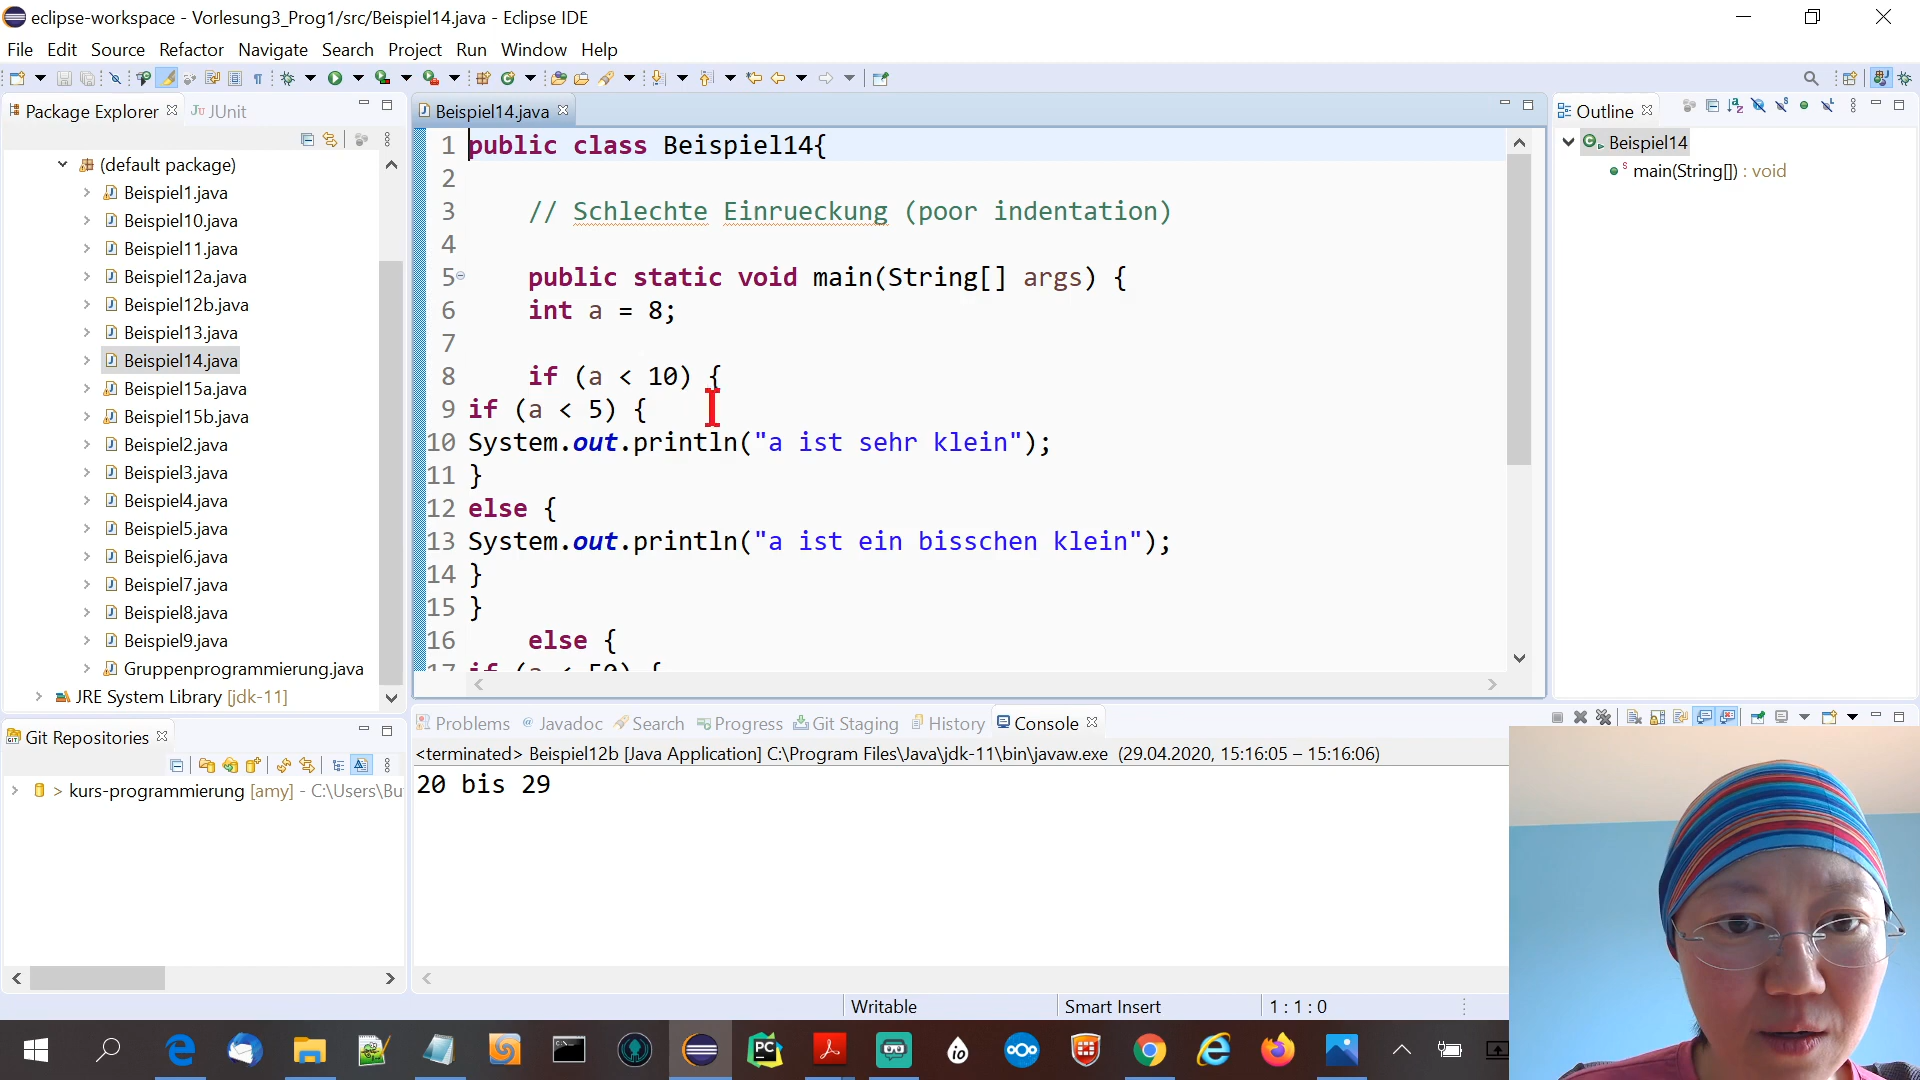 eclipse-workspace - Vorlesung3_Prog1/src/Beispiel14.java - Eclipse IDE
File Edit Source Refactor Navigate Search Project Run Window Help
Package Explorer
JUnit
(default package)
Beispiel1.java
Beispiel10.java
Beispiel11.java
Beispiel12a.java
Beispiel12b.java
Beispiel13.java
Beispiel14.java
Beispiel15a.java
Beispiel15b.java
Beispiel2.java
Beispiel3.java
Beispiel4.java
Beispiel5.java
Beispiel6.java
Beispiel7.java
Beispiel8.java
Beispiel9.java
Gruppenprogrammierung.java
JRE System Library [jdk-11]
Git Repositories
> kurs-programmierung [amy] - C:\Users\Bu
Beispiel14.java
1 public class Beispiel14{
2
3 // Schlechte Einrueckung (poor indentation)
4
5 public static void main(String[] args) {
6 int a = 8;
7
8 if (a < 10) {
9 if (a < 5) {
10 System.out.println("a ist sehr klein");
11 }
12 else {
13 System.out.println("a ist ein bisschen klein");
14 }
15 }
16 else {
17 if (a < 50) {
Problems Javadoc Search Progress Git Staging History Console
<terminated> Beispiel12b [Java Application] C:\Program Files\Java\jdk-11\bin\javaw.exe (29.04.2020, 15:16:05 – 15:16:06)
20 bis 29
Outline
Beispiel14
main(String[]) : void
Writable
Smart Insert
1 : 1 : 0
PC
io